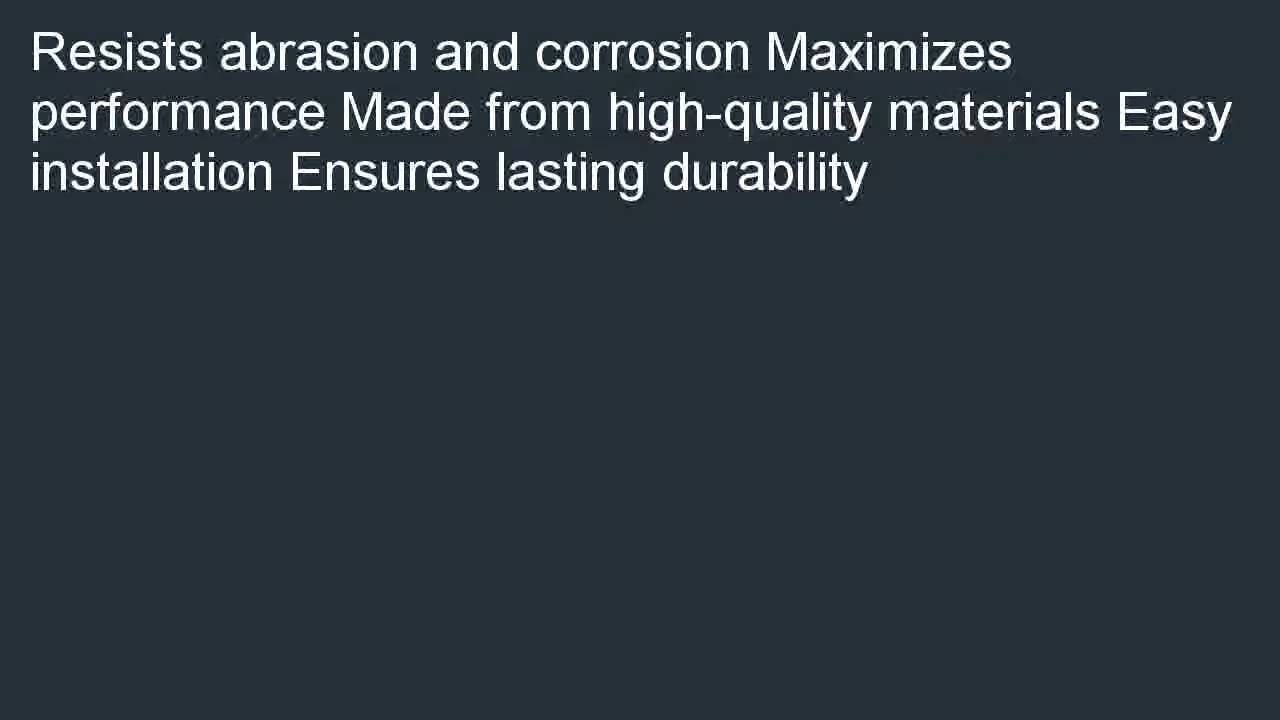 Resists abrasion and corrosion Maximizes
performance Made from high-quality materials Easy
installation Ensures lasting durability